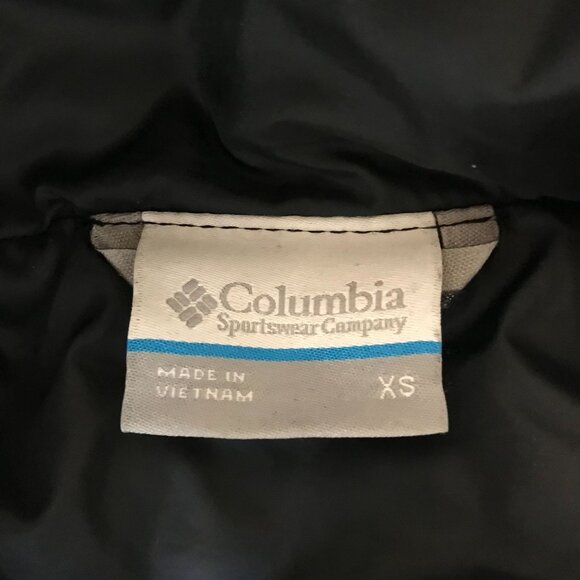 Columbia
Sportswear Company
MADE IN
VIETNAM
XS